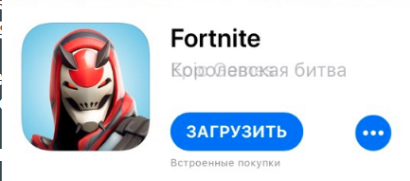 Fortnite
Королевская битва
ЗАГРУЗИТЬ
Встроенные покупки